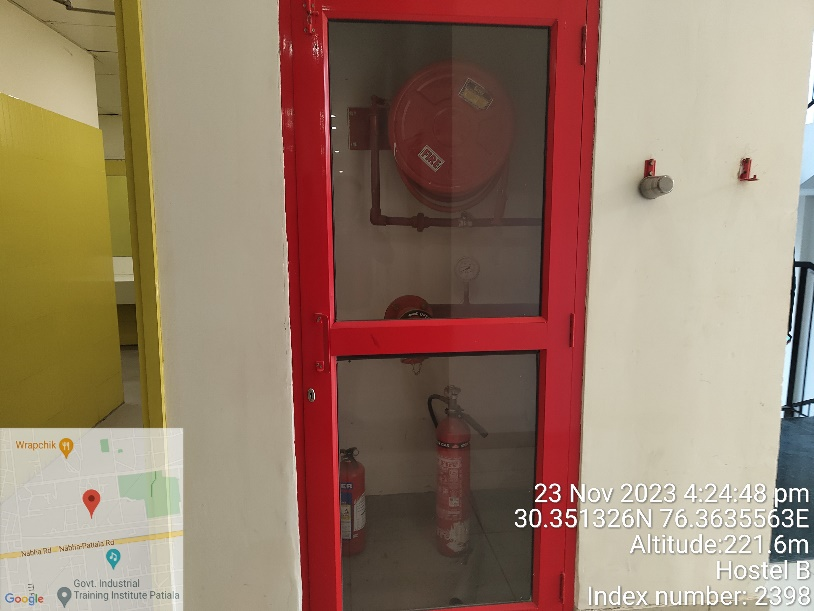 FIRE
Wrapchik
Nabha Rd
Nabha-Patiala Rd
Govt. Industrial
Training Institute Patiala
Google
23 Nov 2023 4:24:48 pm
30.351326N 76.3635563E
Altitude:221.6m
Hostel B
Index number: 2398